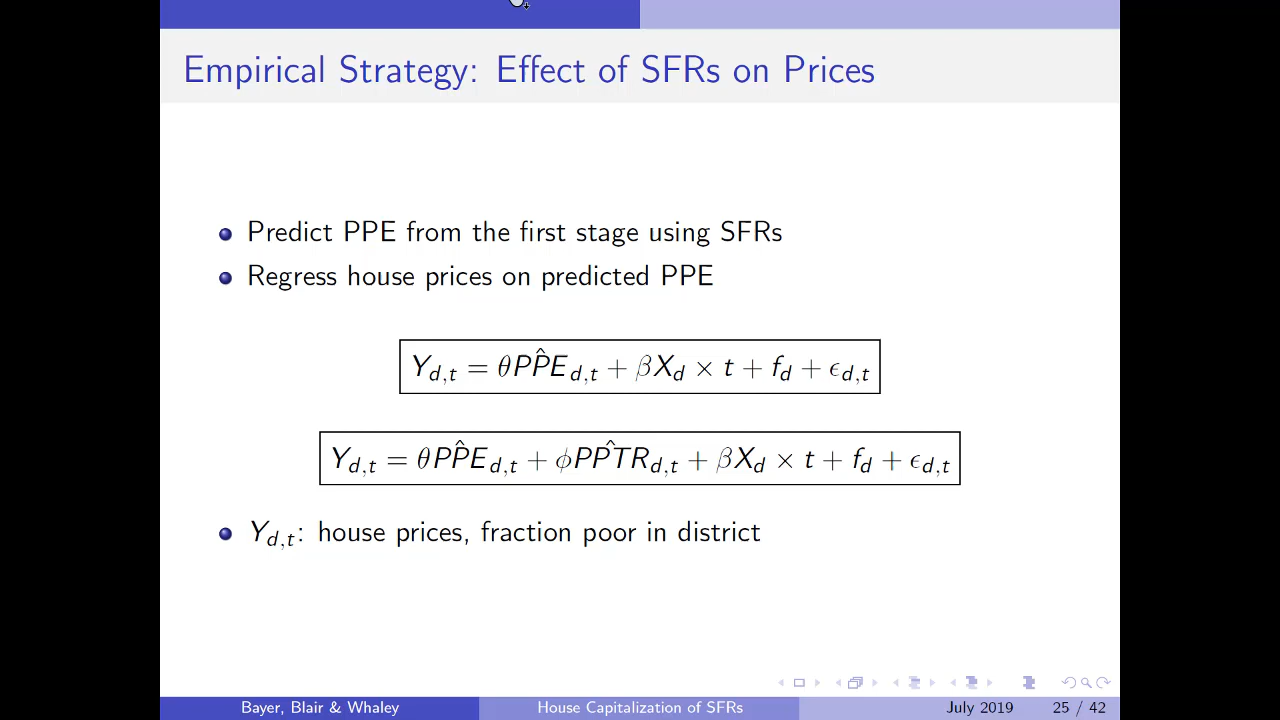 Empirical Strategy: Effect of SFRs on Prices
Predict PPE from the first stage using SFRs
Regress house prices on predicted PPE
Y_{d,t} = θPP̂E_{d,t} + βX_d × t + f_d + ϵ_{d,t}
Y_{d,t} = θPP̂E_{d,t} + ϕPP̂TR_{d,t} + βX_d × t + f_d + ϵ_{d,t}
Y_{d,t}: house prices, fraction poor in district
Bayer, Blair & Whaley House Capitalization of SFRs July 2019 25 / 42